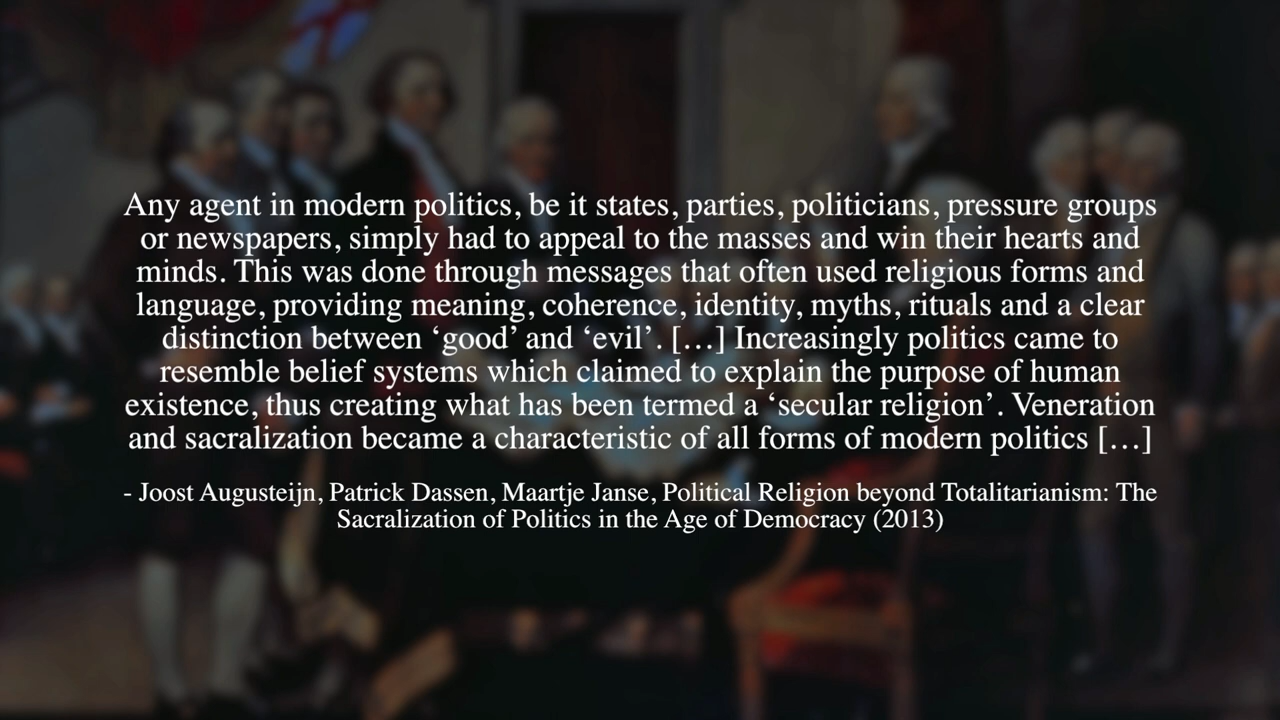 Any agent in modern politics, be it states, parties, politicians, pressure groups
or newspapers, simply had to appeal to the masses and win their hearts and
minds. This was done through messages that often used religious forms and
language, providing meaning, coherence, identity, myths, rituals and a clear
distinction between ‘good’ and ‘evil’. […] Increasingly politics came to
resemble belief systems which claimed to explain the purpose of human
existence, thus creating what has been termed a ‘secular religion’. Veneration
and sacralization became a characteristic of all forms of modern politics […]
- Joost Augusteijn, Patrick Dassen, Maartje Janse, Political Religion beyond Totalitarianism: The
Sacralization of Politics in the Age of Democracy (2013)